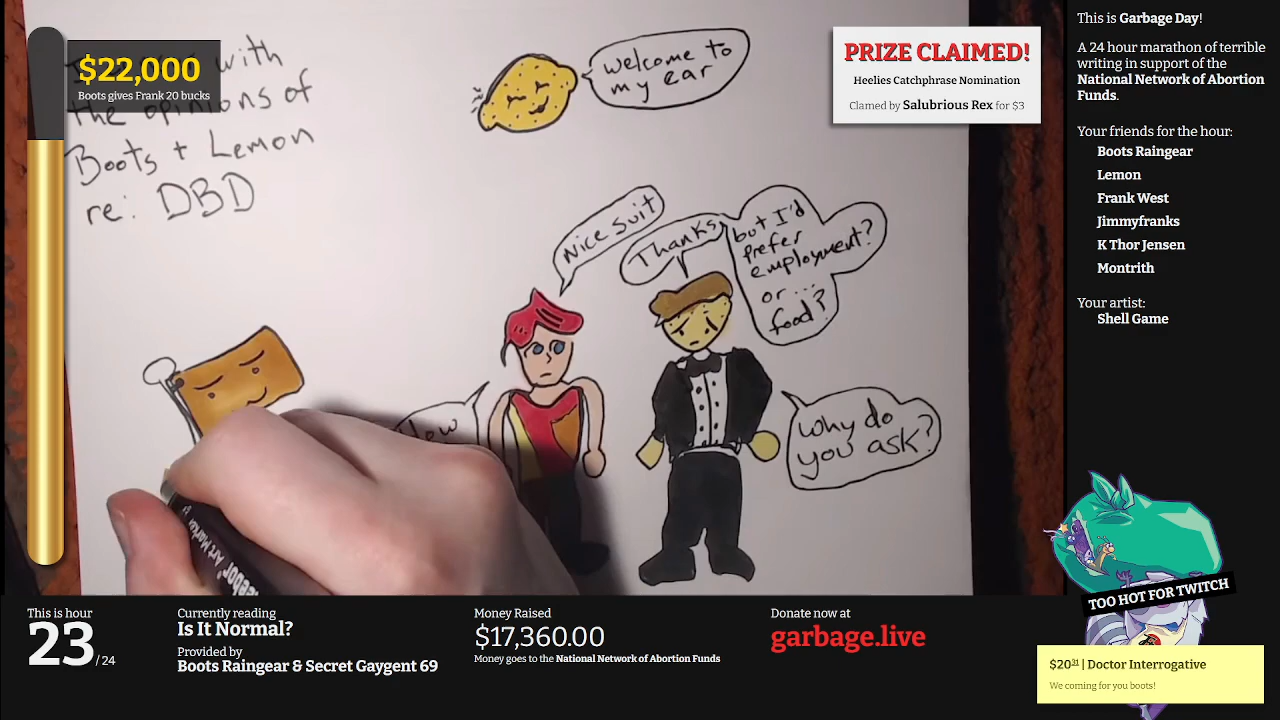 $22,000
Boots gives Frank 20 bucks
with
the opinions of
Boots + Lemon
re: DBD
welcome to
my ear
Nice suit
Thanks
but I'd
prefer
employment?
or...
food?
Why do
you ask?
PRIZE CLAIMED!
Heelies Catchphrase Nomination
Clamed by Salubrious Rex for $3
This is Garbage Day!
A 24 hour marathon of terrible
writing in support of the
National Network of Abortion
Funds.
Your friends for the hour:
Boots Raingear
Lemon
Frank West
Jimmyfranks
K Thor Jensen
Montrith
Your artist:
Shell Game
TOO HOT FOR TWITCH
This is hour
23/24
Currently reading
Is It Normal?
Provided by
Boots Raingear & Secret Gaygent 69
Money Raised
$17,360.00
Money goes to the National Network of Abortion Funds
Donate now at
garbage.live
$20.31 | Doctor Interrogative
We coming for you boots!